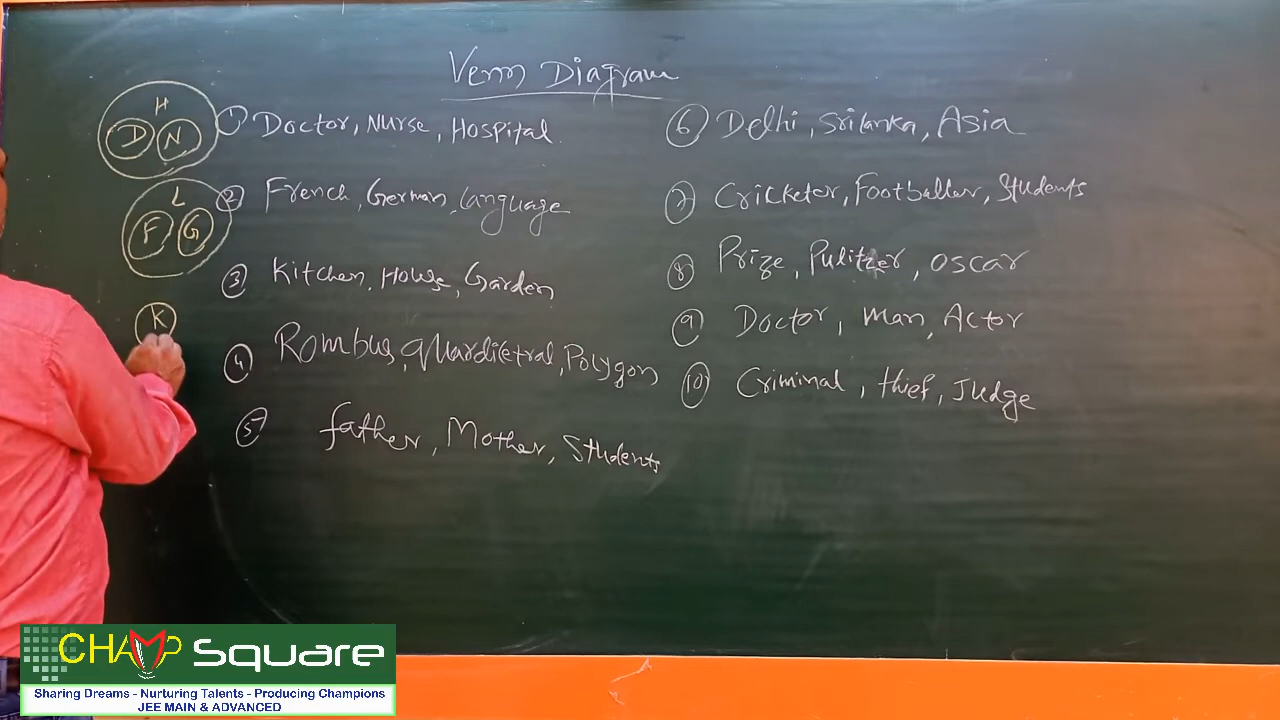 Venn Diagram
H
D N
① Doctor, Nurse, Hospital
L
F G
② French, German, Language
K
③ Kitchen, House, Garden
④ Rombus, quardiletral, Polygon
⑤ father, Mother, Students
⑥ Delhi, Srilanka, Asia
⑦ Cricketer, Footballer, Students
⑧ Prize, Pulitzer, oscar
⑨ Doctor, Man, Actor
⑩ Criminal, thief, Judge
CHAMP Square
Sharing Dreams - Nurturing Talents - Producing Champions
JEE MAIN & ADVANCED